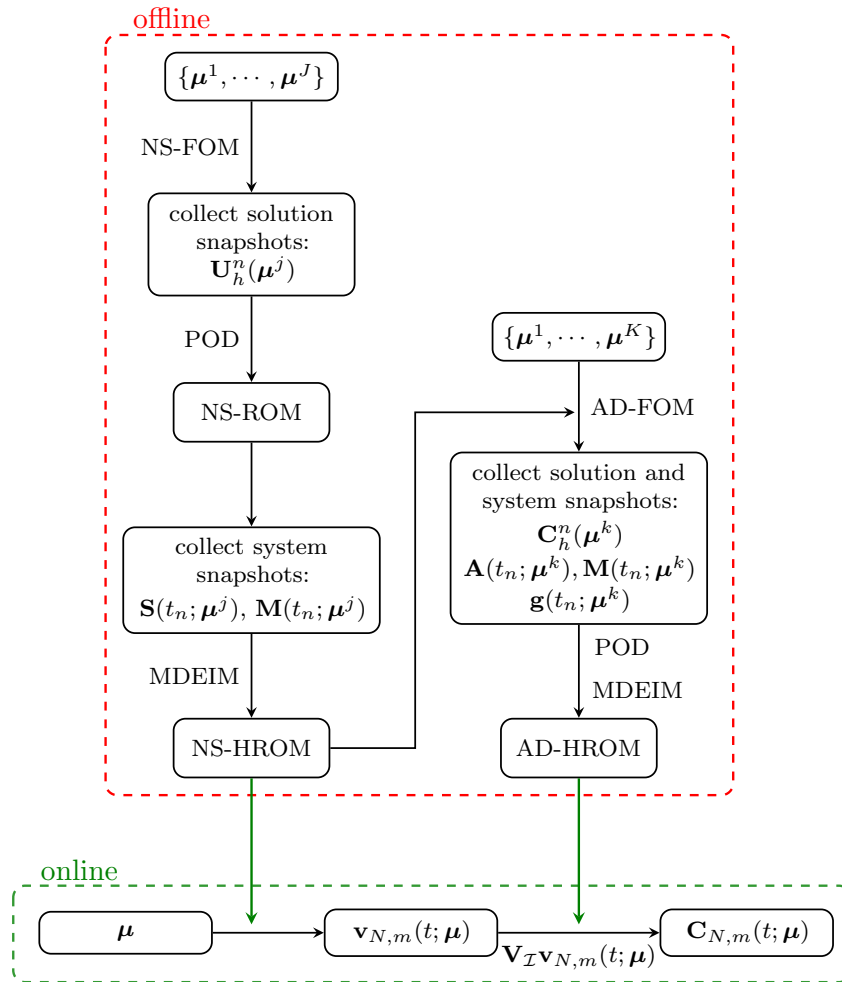 offline
{μ¹, ⋯ , μᴶ}
NS-FOM
collect solution
snapshots:
Uₕⁿ(μʲ)
POD
NS-ROM
collect system
snapshots:
S(tₙ; μʲ), M(tₙ; μʲ)
MDEIM
NS-HROM
{μ¹, ⋯ , μᴷ}
AD-FOM
collect solution and
system snapshots:
Cₕⁿ(μᵏ)
A(tₙ; μᵏ), M(tₙ; μᵏ)
g(tₙ; μᵏ)
POD
MDEIM
AD-HROM
online
μ
v_{N,m}(t; μ)
V_ℐv_{N,m}(t; μ)
C_{N,m}(t; μ)